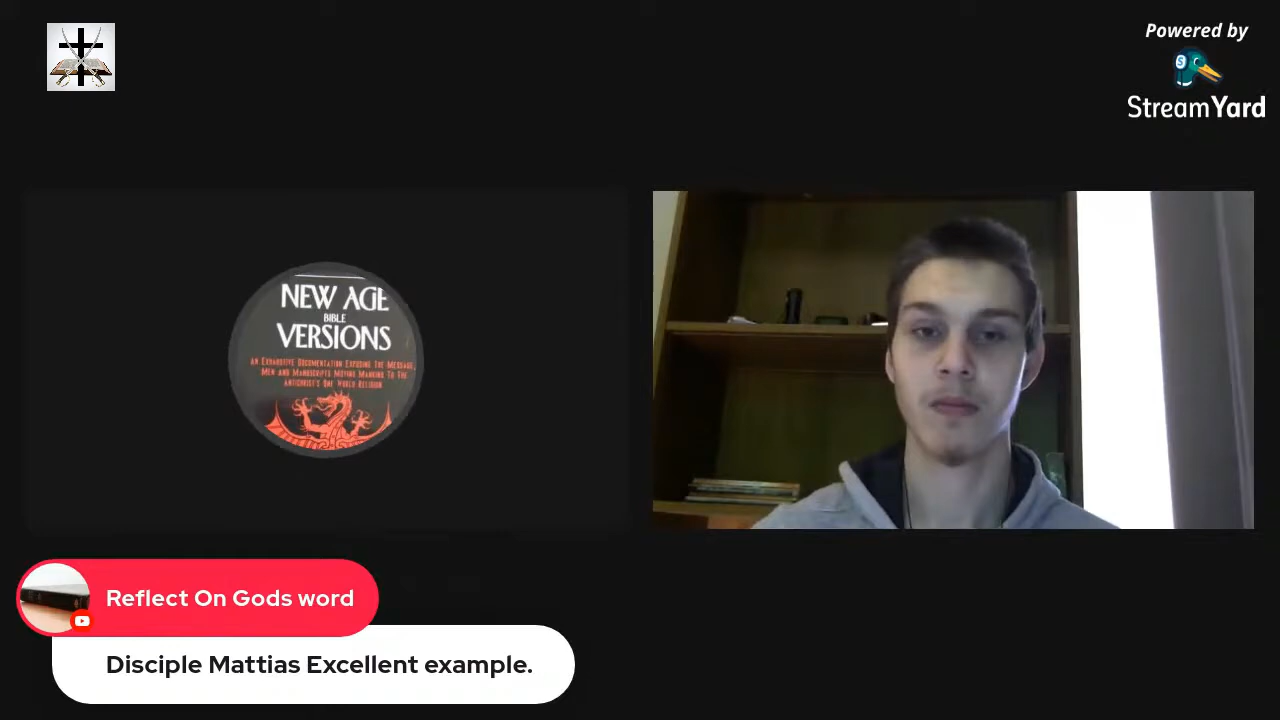 Powered by
StreamYard
NEW AGE
BIBLE
VERSIONS
AN EXHAUSTIVE DOCUMENTATION EXPOSING THE MESSAGE,
MEN AND MANUSCRIPTS MOVING MANKIND TO THE
ANTICHRIST'S ONE WORLD RELIGION
Reflect On Gods word
Disciple Mattias Excellent example.